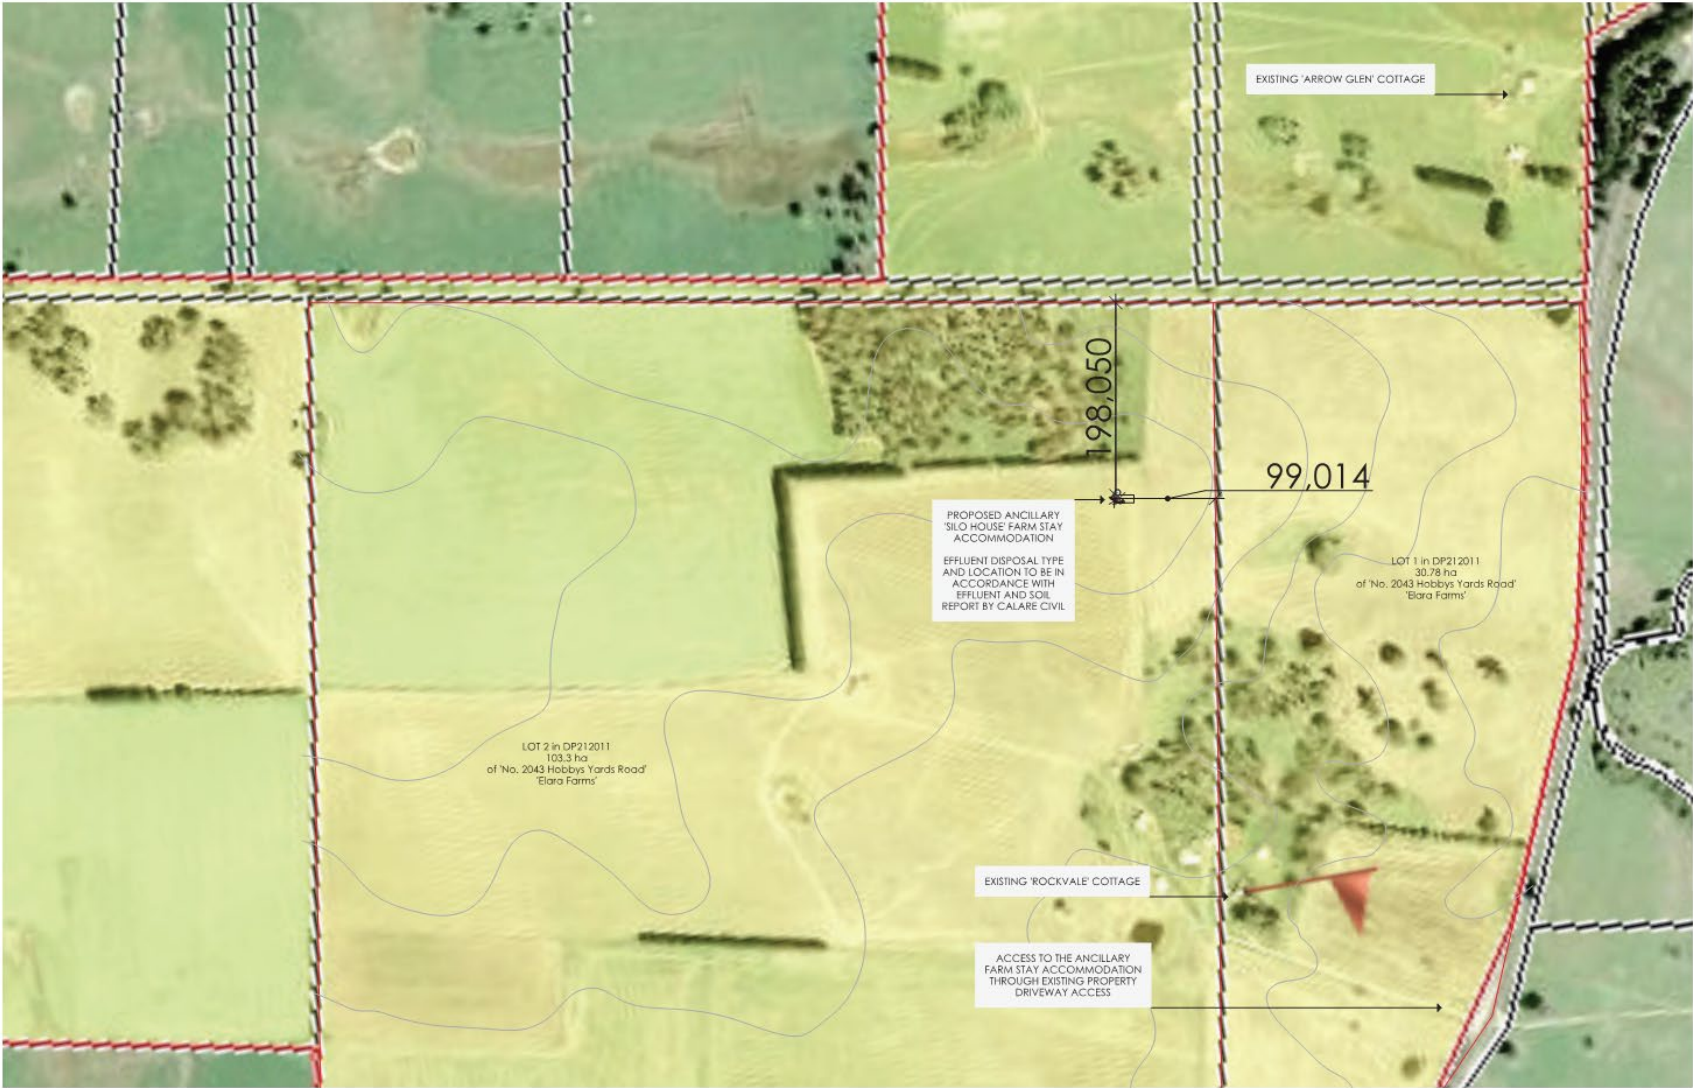 EXISTING 'ARROW GLEN' COTTAGE
198,050
99,014
PROPOSED ANCILLARY
'SILO HOUSE' FARM STAY
ACCOMMODATION
EFFLUENT DISPOSAL TYPE
AND LOCATION TO BE IN
ACCORDANCE WITH
EFFLUENT AND SOIL
REPORT BY CALARE CIVIL
LOT 1 in DP212011
30.78 ha
of 'No. 2043 Hobbys Yards Road'
'Elara Farms'
LOT 2 in DP212011
103.3 ha
of 'No. 2043 Hobbys Yards Road'
'Elara Farms'
EXISTING 'ROCKVALE' COTTAGE
ACCESS TO THE ANCILLARY
FARM STAY ACCOMMODATION
THROUGH EXISTING PROPERTY
DRIVEWAY ACCESS